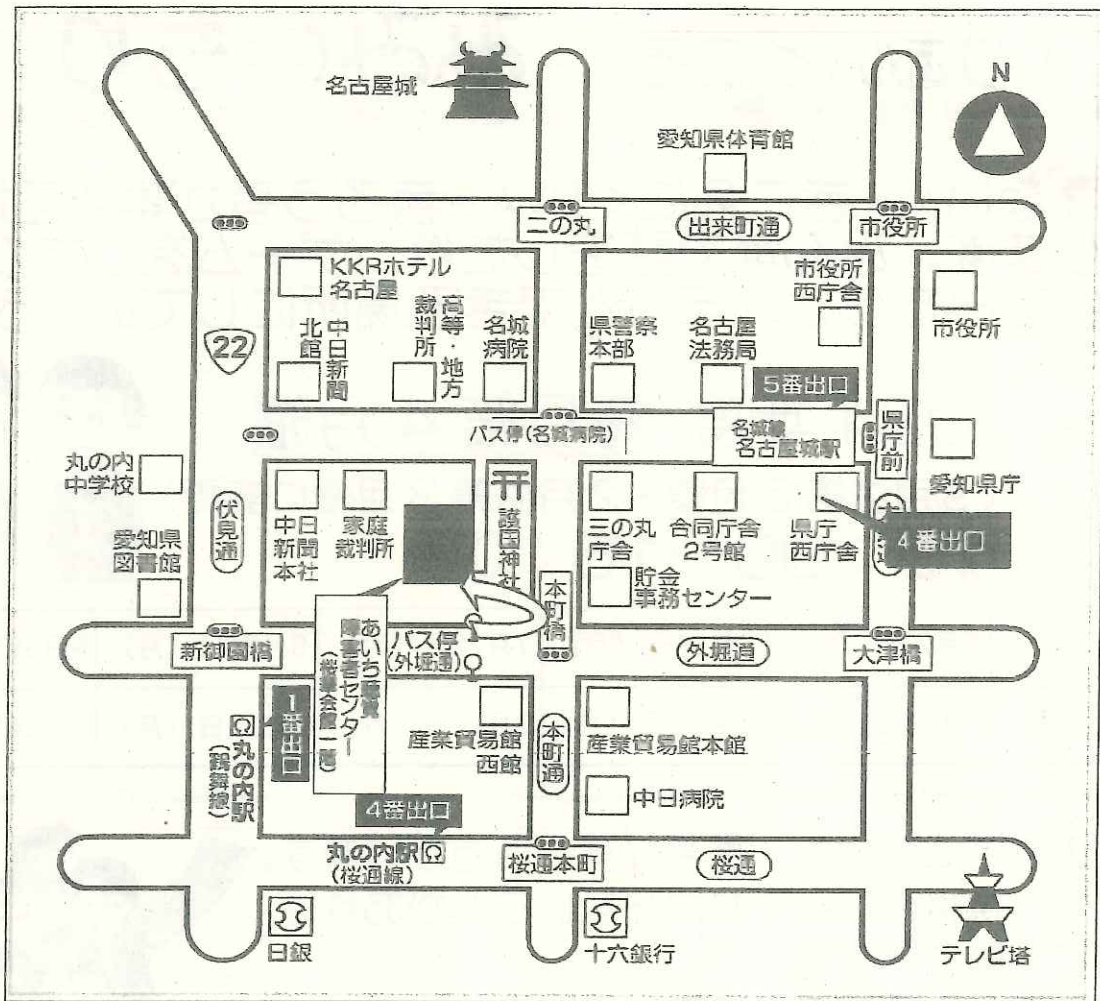 N
名古屋城
愛知県体育館
二の丸
出来町通
市役所
KKRホテル
名古屋
市役所
西庁舎
高等・地方
裁判所
中日新聞
北館
名城
病院
県警察
本部
名古屋
法務局
市役所
22
5番出口
バス停(名城病院)
名城線
名古屋城駅
県庁前
愛知県庁
丸の内
中学校
伏見通
中日
新聞
本社
家庭
裁判所
護国神社
三の丸
庁舎
合同庁舎
2号館
県庁
西庁舎
4番出口
愛知県
図書館
貯金
事務センター
本町橋
新御園橋
バス停
(外堀通)
外堀通
大津橋
あいち聴覚
障害者センター
(桜華会館一階)
1番出口
丸の内駅
(鶴舞線)
産業貿易館
西館
本町通
産業貿易館本館
中日病院
4番出口
丸の内駅
(桜通線)
桜通本町
桜通
日銀
十六銀行
テレビ塔